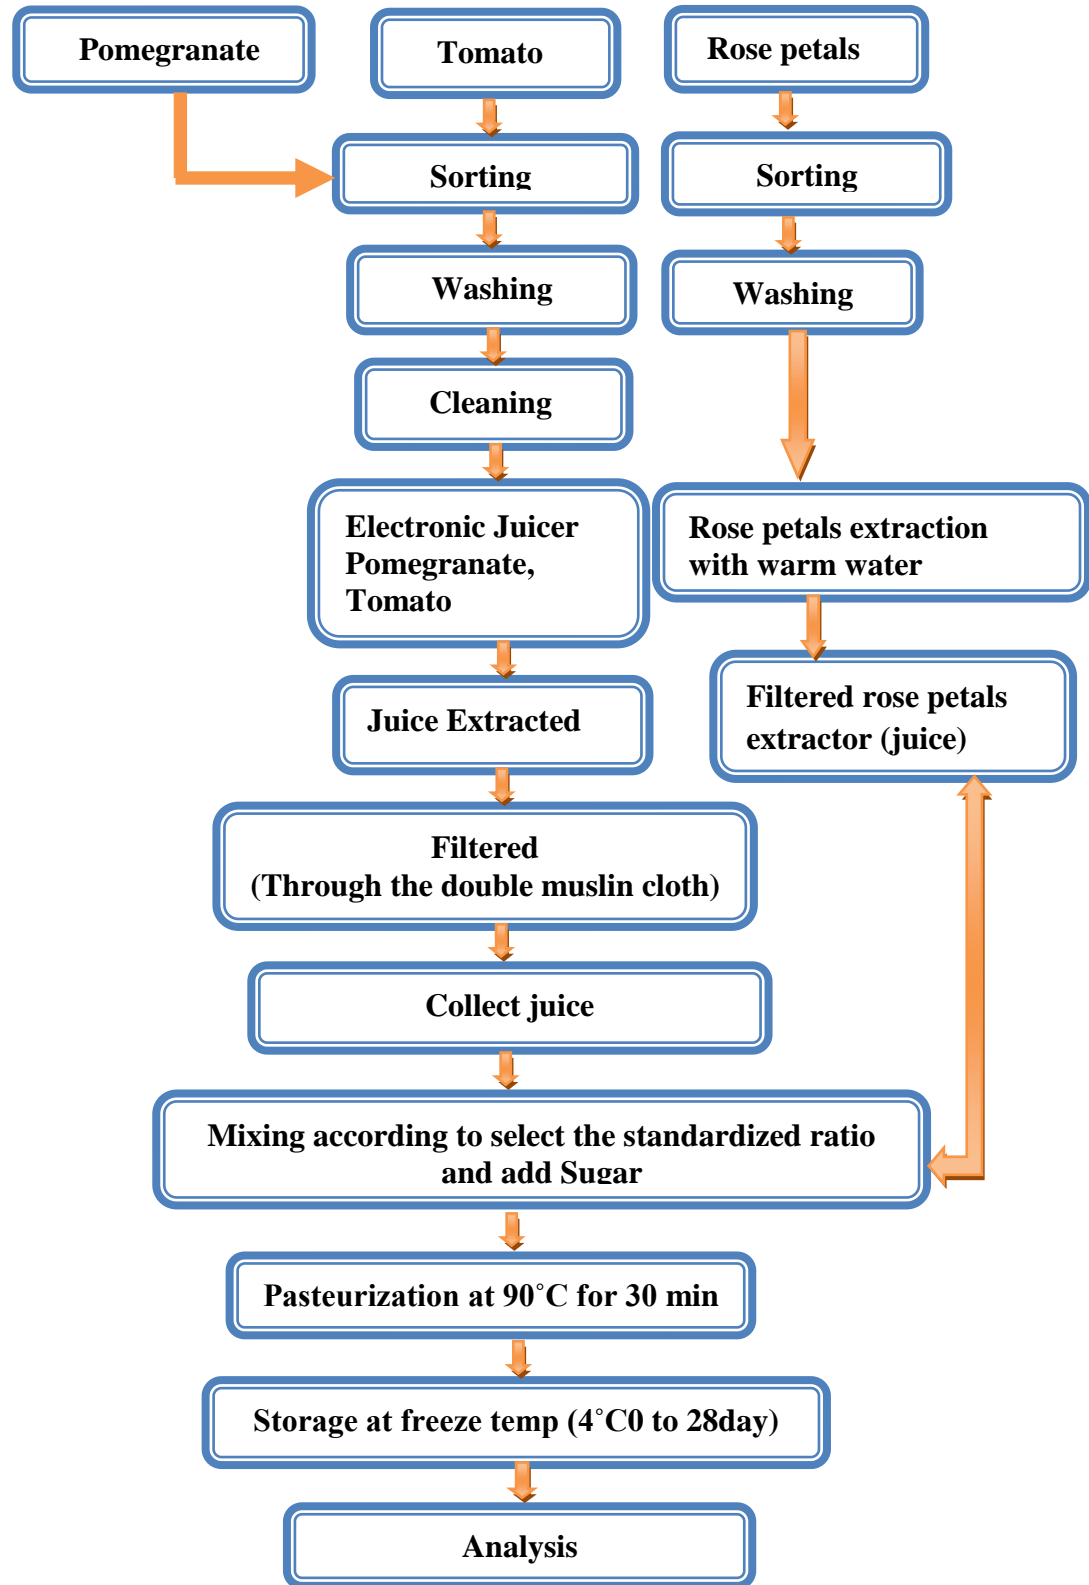 Pomegranate
Tomato
Rose petals
Sorting
Sorting
Washing
Washing
Cleaning
Electronic Juicer
Pomegranate,
Tomato
Rose petals extraction
with warm water
Juice Extracted
Filtered rose petals
extractor (juice)
Filtered
(Through the double muslin cloth)
Collect juice
Mixing according to select the standardized ratio
and add Sugar
Pasteurization at 90˚C for 30 min
Storage at freeze temp (4˚C0 to 28day)
Analysis